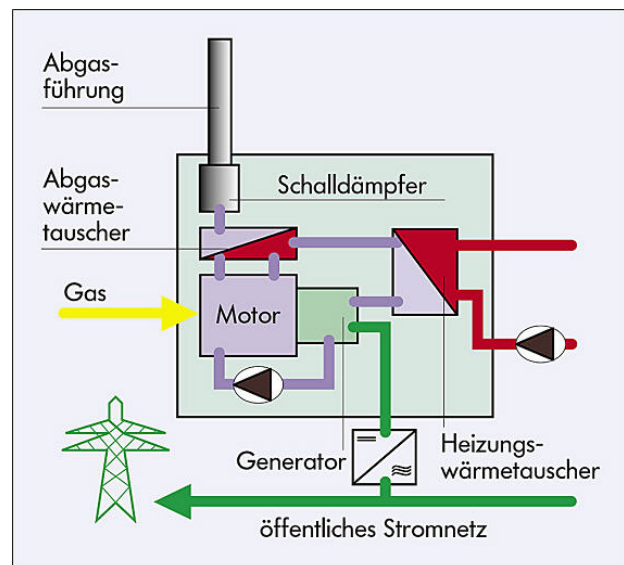 Abgas-
führung
Abgas-
wärme-
tauscher
Schalldämpfer
Gas
Motor
Generator
Heizungs-
wärmetauscher
öffentliches Stromnetz